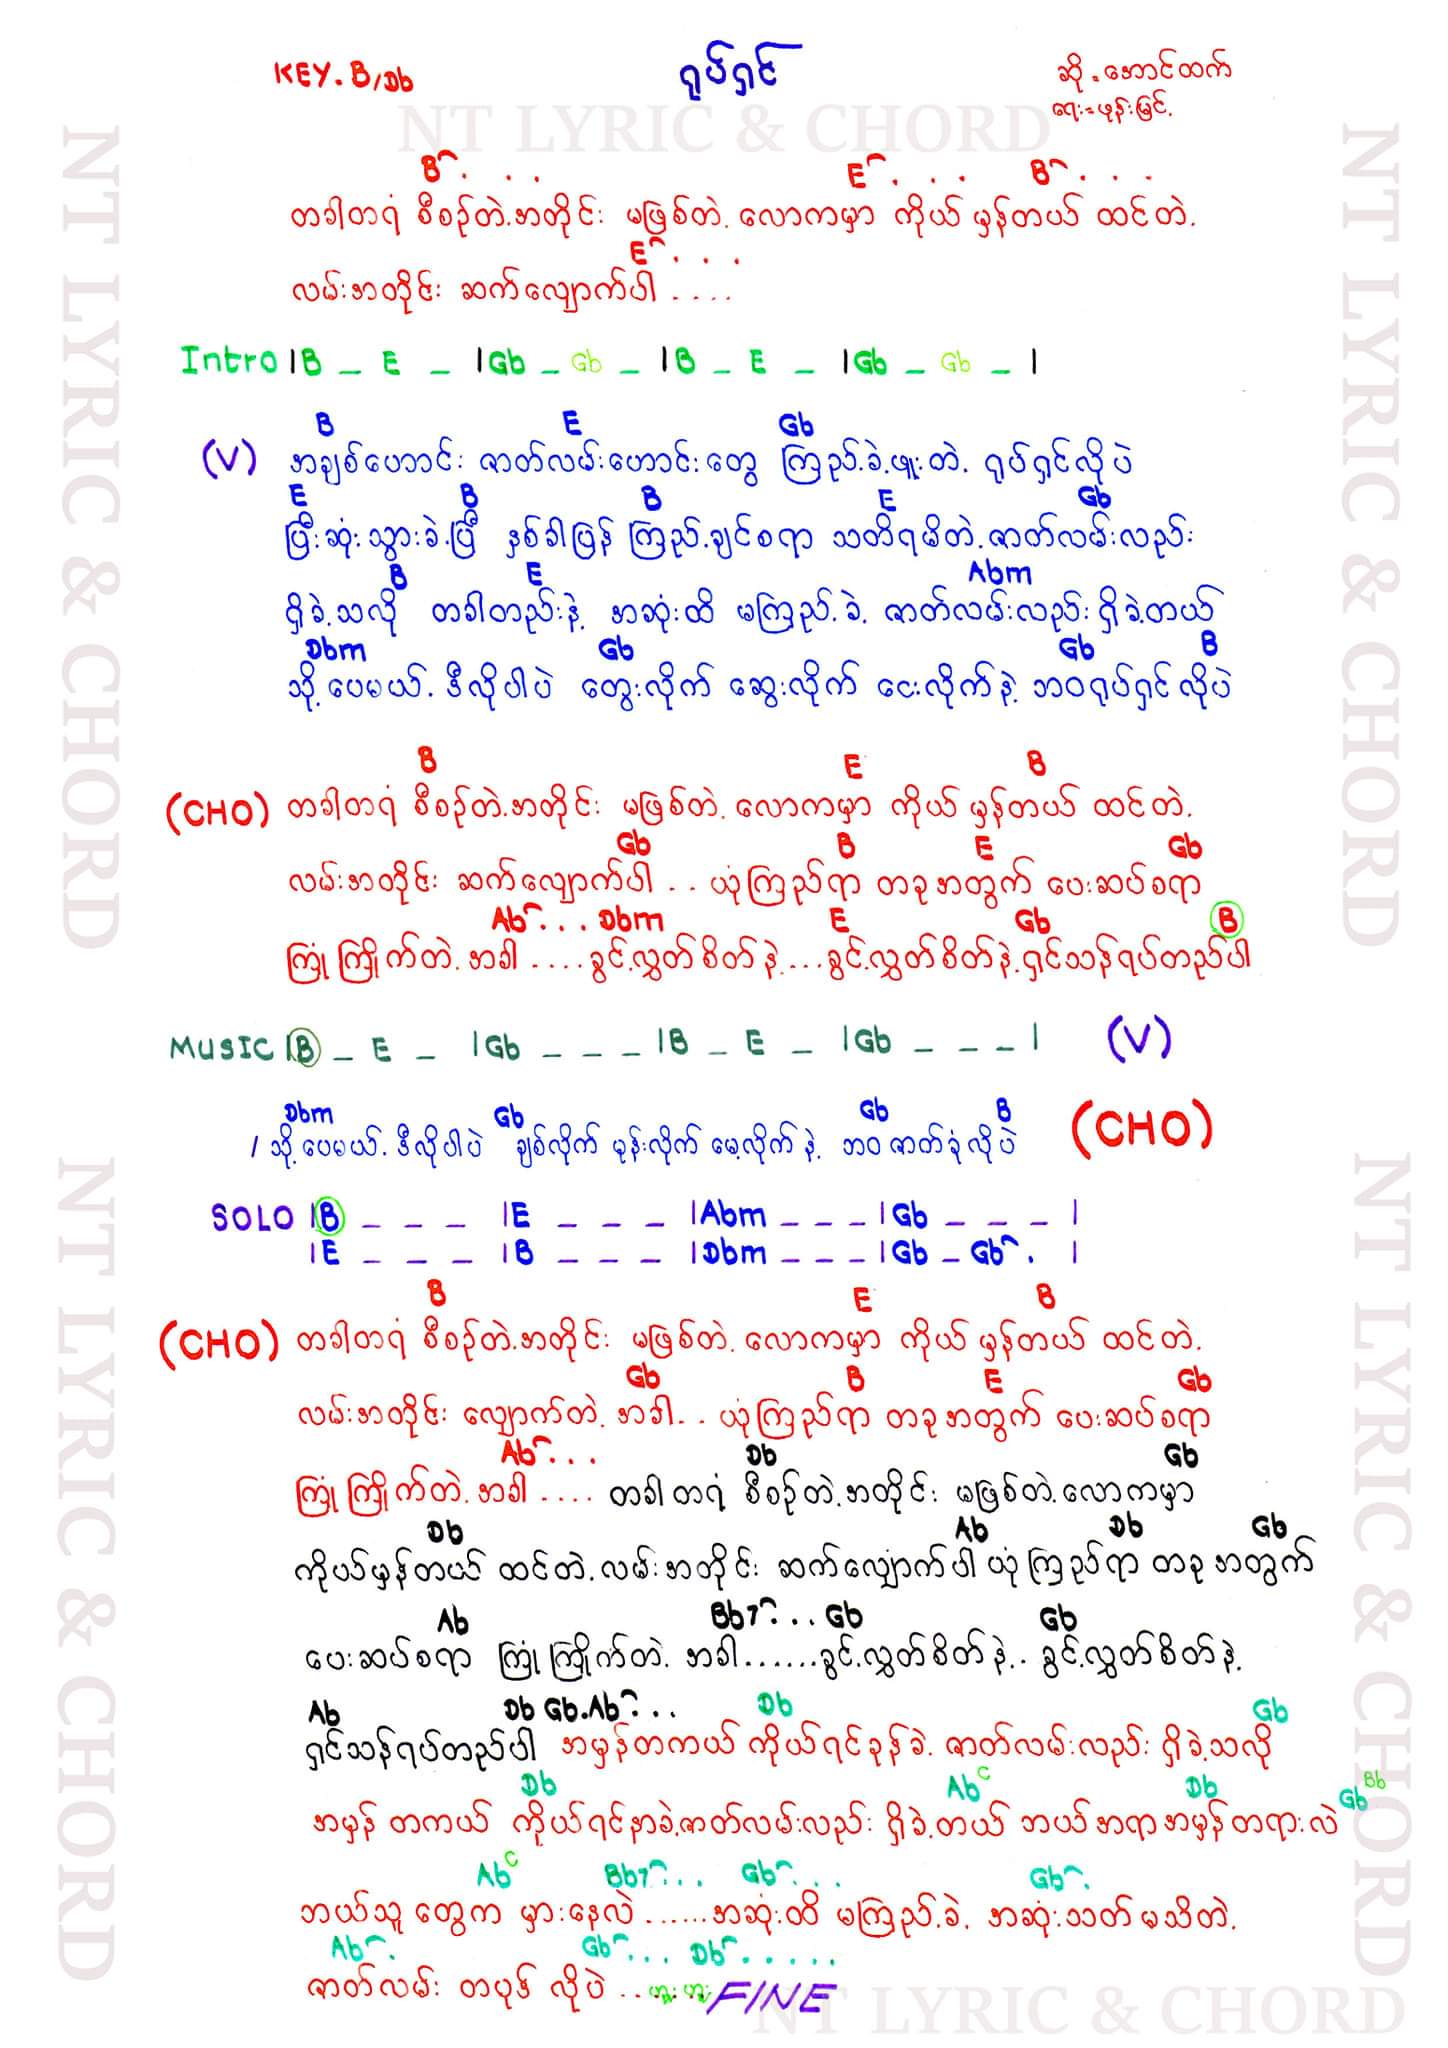 KEY. B/Db ရုပ်ရှင် ဆို - အောင်ထက်
ရေး = ဖုန်းမြင့်
NT LYRIC & CHORD
B . . . E . . . B . . .
တခါတရံ စီစဉ်တဲ့အတိုင်း မဖြစ်တဲ့ လောကမှာ ကိုယ် မှန်တယ် ထင်တဲ့
E . . .
လမ်းအတိုင်း ဆက်လျှောက်ပါ ....
Intro |B _ E _ |Gb _ Gb _ |B _ E _ |Gb _ Gb _ |
B E Gb
(V) အချစ်ဟောင်း ဇာတ်လမ်းဟောင်းတွေ ကြည့်ခဲ့ဖူးတဲ့ ရုပ်ရှင်လိုပဲ
E B B E Gb
ပြီးဆုံးသွားခဲ့ပြီ နှစ်ခါပြန် ကြည့်ချင်စရာ သတိရမိတဲ့ ဇာတ်လမ်းလည်း
B E Abm
ရှိခဲ့သလို တခါတည်းနဲ့ အဆုံးထိ မကြည့်ခဲ့ ဇာတ်လမ်းလည်း ရှိခဲ့တယ်
Dbm Gb Gb B
သို့ပေမယ့် ဒီလိုပါပဲ တွေးလိုက် ဆွေးလိုက် ငေးလိုက်နဲ့ ဘဝရုပ်ရှင်လိုပဲ
B E B
(CHO) တခါတရံ စီစဉ်တဲ့အတိုင်း မဖြစ်တဲ့ လောကမှာ ကိုယ် မှန်တယ် ထင်တဲ့
Gb B E Gb
လမ်းအတိုင်း ဆက်လျှောက်ပါ .. ယုံကြည်ရာ တခုအတွက် ပေးဆပ်စရာ
Ab . . . Dbm E Gb B
ကြုံကြိုက်တဲ့ အခါ ....ခွင့်လွှတ်စိတ်နဲ့ ...ခွင့်လွှတ်စိတ်နဲ့ ရှင်သန်ရပ်တည်ပါ
MUSIC |B _ E _ |Gb _ _ _ |B _ E _ |Gb _ _ _ | (V)
Dbm Gb Gb B
/ သို့ပေမယ့် ဒီလိုပါပဲ ချစ်လိုက် မုန်းလိုက် မေ့လိုက်နဲ့ ဘဝ ဇာတ်ခုံလိုပဲ (CHO)
SOLO |B _ _ _ |E _ _ _ |Abm _ _ _ |Gb _ _ _ |
|E _ _ _ |B _ _ _ |Dbm _ _ _ |Gb _ Gb . |
B E B
(CHO) တခါတရံ စီစဉ်တဲ့အတိုင်း မဖြစ်တဲ့ လောကမှာ ကိုယ် မှန်တယ် ထင်တဲ့
Gb B E Gb
လမ်းအတိုင်း လျှောက်တဲ့ အခါ.. ယုံကြည်ရာ တခုအတွက် ပေးဆပ်စရာ
Ab . . . Db Gb
ကြုံကြိုက်တဲ့ အခါ .... တခါတရံ စီစဉ်တဲ့အတိုင်း မဖြစ်တဲ့လောကမှာ
Db Ab Db Gb
ကိုယ်မှန်တယ် ထင်တဲ့လမ်းအတိုင်း ဆက်လျှောက်ပါ ယုံကြည်ရာ တခုအတွက်
Ab Bb7 . . . Gb Gb
ပေးဆပ်စရာ ကြုံကြိုက်တဲ့ အခါ......ခွင့်လွှတ်စိတ်နဲ့.. ခွင့်လွှတ်စိတ်နဲ့
Ab Db Gb.Ab . . . Db Gb
ရှင်သန်ရပ်တည်ပါ အမှန်တကယ် ကိုယ်ရင်ခုန်ခဲ့ ဇာတ်လမ်းလည်း ရှိခဲ့သလို
Db Ab C Db Gb Bb
အမှန် တကယ် ကိုယ်ရင်နာခဲ့ဇာတ်လမ်းလည်း ရှိခဲ့တယ် ဘယ်အရာအမှန်တရားလဲ
Ab C Bb7 . . . Gb . . . Gb .
ဘယ်သူတွေက မှားနေလဲ ......အဆုံးထိ မကြည့်ခဲ့ အဆုံးသတ်မသိတဲ့
Ab . Gb . . . Db . . . . . .
ဇာတ်လမ်း တပုဒ် လိုပဲ .. ဟူး ဟူး FINE
NT LYRIC & CHORD
NT LYRIC & CHORD
NT LYRIC & CHORD
NT LYRIC & CHORD
NT LYRIC & CHORD